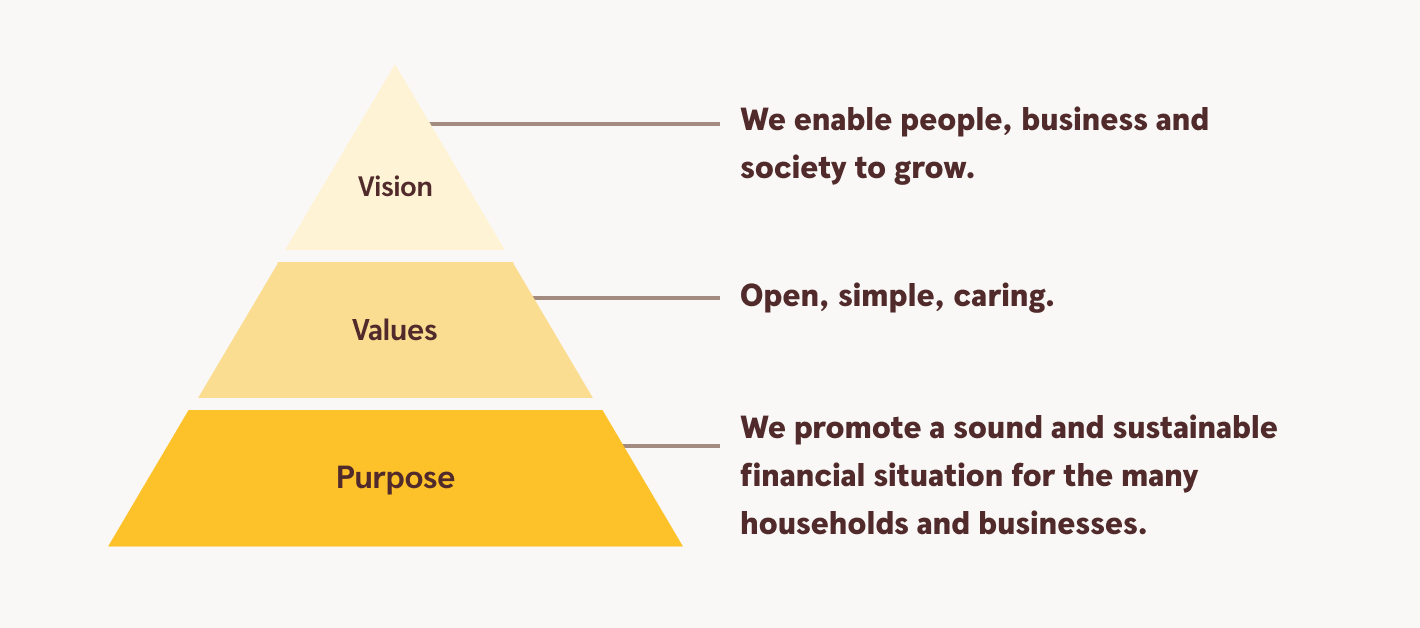 Vision
We enable people, business and
society to grow.
Values
Open, simple, caring.
Purpose
We promote a sound and sustainable
financial situation for the many
households and businesses.